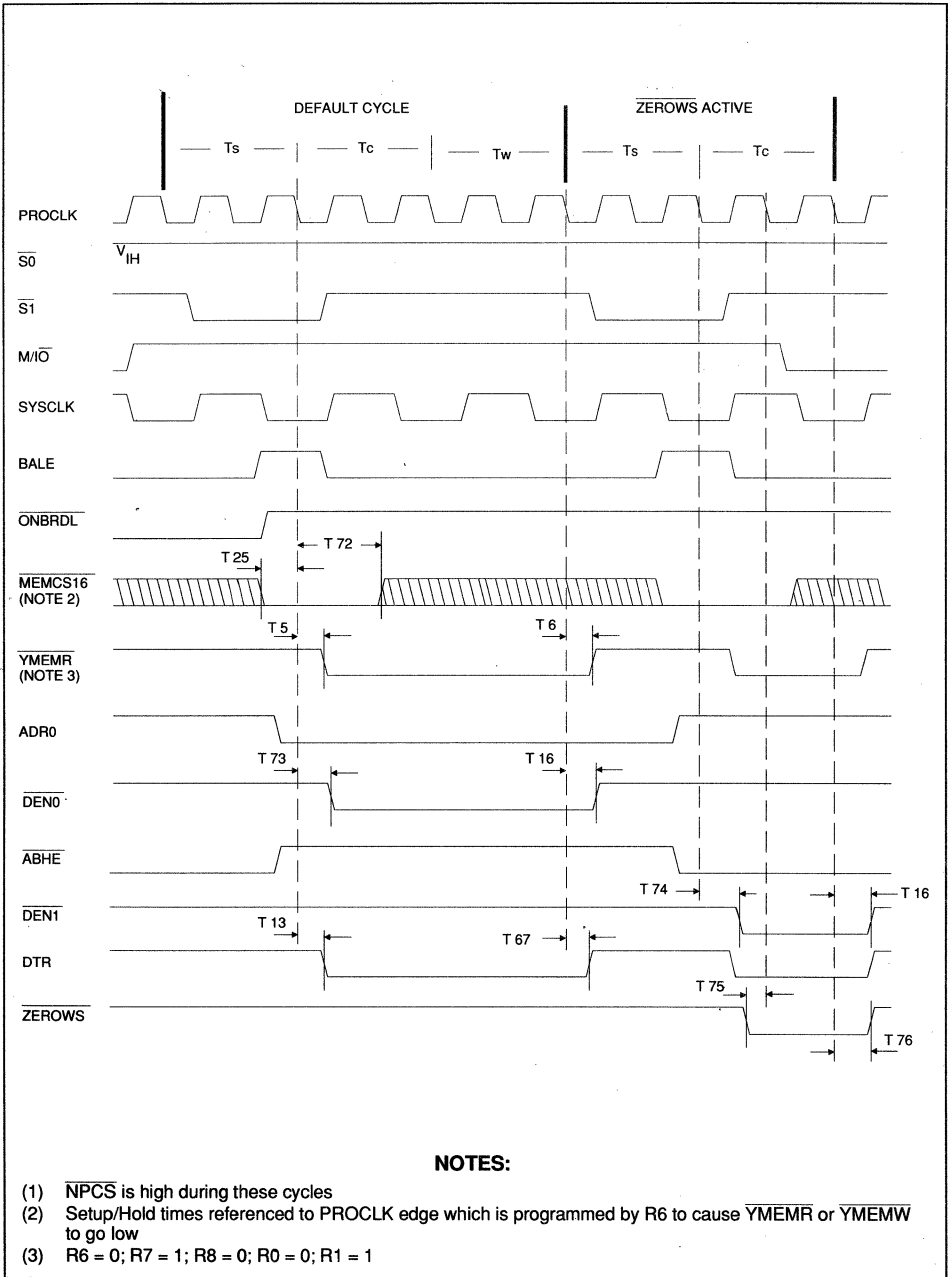 DEFAULT CYCLE
ZEROWS ACTIVE
Ts
Tc
Tw
Ts
Tc
PROCLK
S0
VIH
S1
M/IO
SYSCLK
BALE
ONBRDL
T 72
T 25
MEMCS16
(NOTE 2)
T 5
T 6
YMEMR
(NOTE 3)
ADR0
T 73
T 16
DEN0
ABHE
T 74
T 16
DEN1
T 13
T 67
DTR
T 75
ZEROWS
T 76
NOTES:
(1) NPCS is high during these cycles
(2) Setup/Hold times referenced to PROCLK edge which is programmed by R6 to cause YMEMR or YMEMW
to go low
(3) R6 = 0; R7 = 1; R8 = 0; R0 = 0; R1 = 1